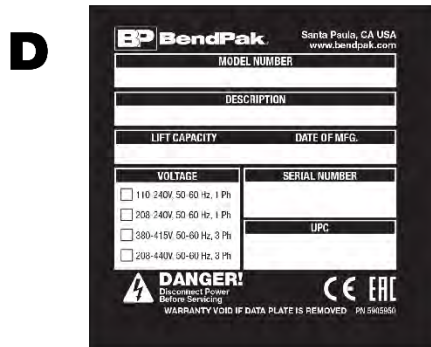 D
BP BendPak. Santa Paula, CA USA
www.bendpak.com
MODEL NUMBER
DESCRIPTION
LIFT CAPACITY DATE OF MFG.
VOLTAGE
110-240V, 50-60 Hz, 1 Ph
208-240V, 50-60 Hz, 1 Ph
380-415V, 50-60 Hz, 3 Ph
208-440V, 50-60 Hz, 3 Ph
SERIAL NUMBER
UPC
DANGER!
Disconnect Power
Before Servicing
CE EAC
WARRANTY VOID IF DATA PLATE IS REMOVED PN 5905950